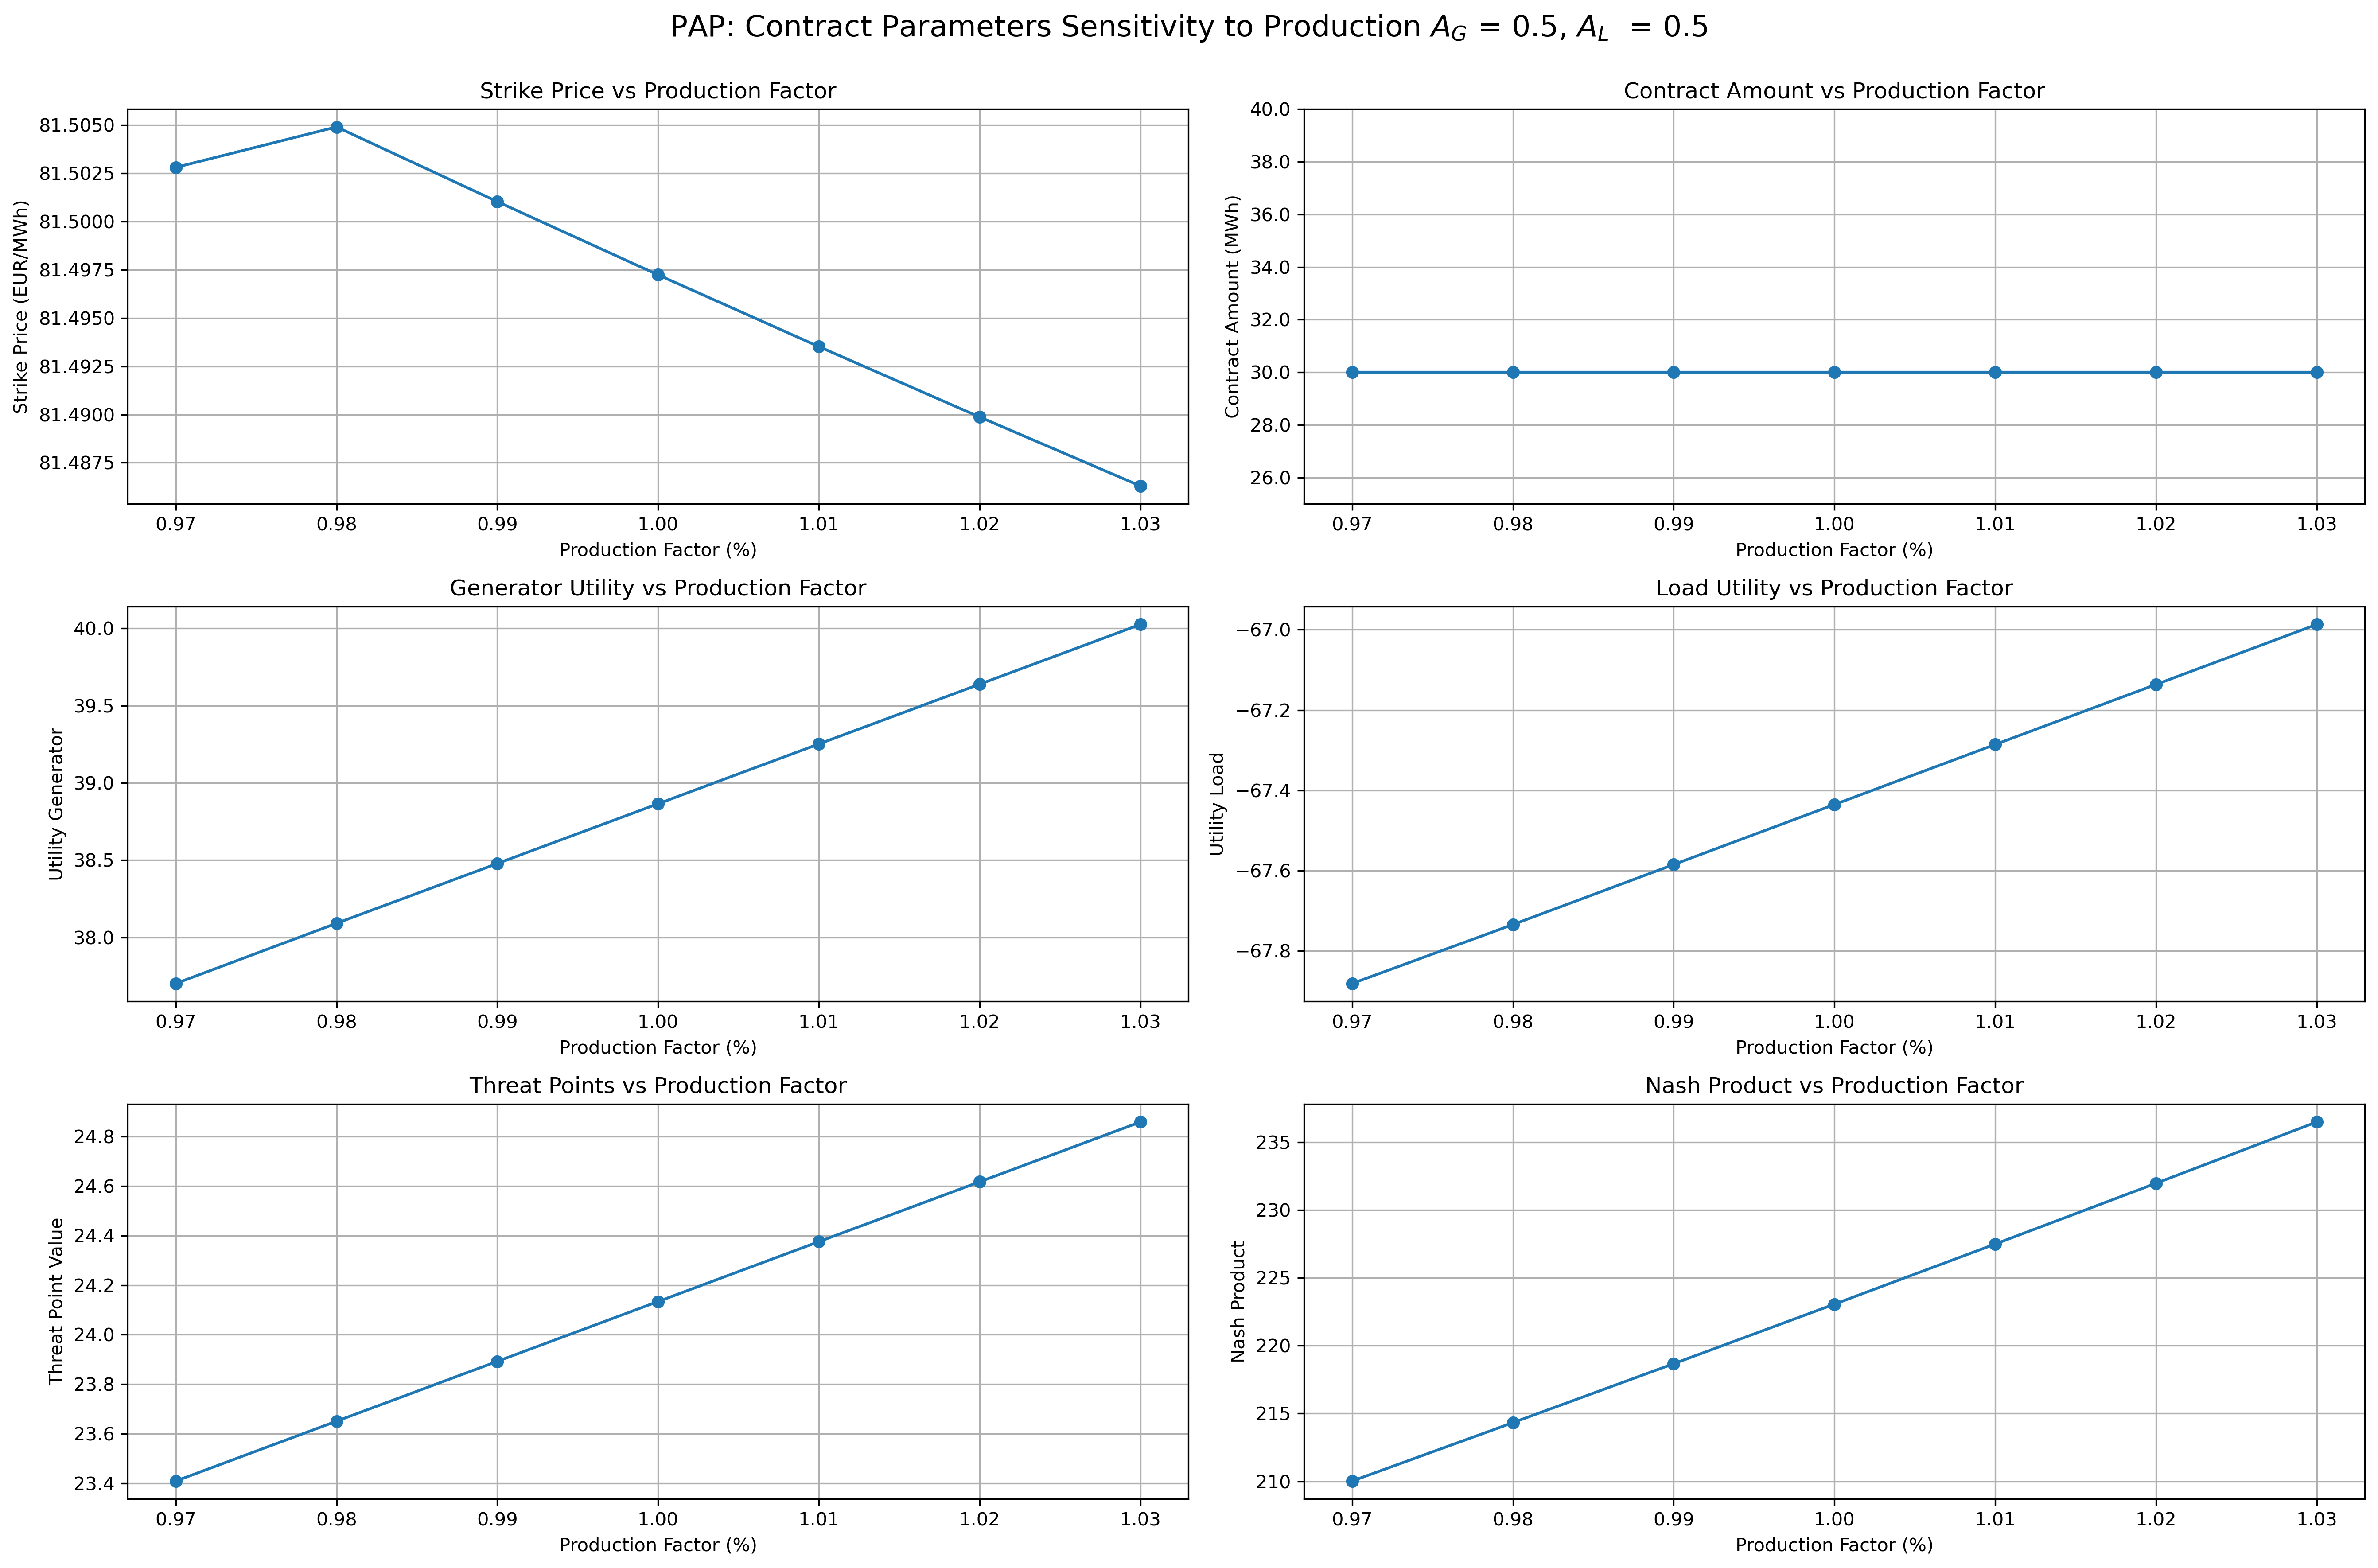 PAP: Contract Parameters Sensitivity to Production A_G = 0.5, A_L = 0.5
Strike Price vs Production Factor
Strike Price (EUR/MWh)
81.5050
81.5025
81.5000
81.4975
81.4950
81.4925
81.4900
81.4875
0.97 0.98 0.99 1.00 1.01 1.02 1.03
Production Factor (%)
Contract Amount vs Production Factor
Contract Amount (MWh)
40.0
38.0
36.0
34.0
32.0
30.0
28.0
26.0
0.97 0.98 0.99 1.00 1.01 1.02 1.03
Production Factor (%)
Generator Utility vs Production Factor
Utility Generator
40.0
39.5
39.0
38.5
38.0
0.97 0.98 0.99 1.00 1.01 1.02 1.03
Production Factor (%)
Load Utility vs Production Factor
Utility Load
−67.0
−67.2
−67.4
−67.6
−67.8
0.97 0.98 0.99 1.00 1.01 1.02 1.03
Production Factor (%)
Threat Points vs Production Factor
Threat Point Value
24.8
24.6
24.4
24.2
24.0
23.8
23.6
23.4
0.97 0.98 0.99 1.00 1.01 1.02 1.03
Production Factor (%)
Nash Product vs Production Factor
Nash Product
235
230
225
220
215
210
0.97 0.98 0.99 1.00 1.01 1.02 1.03
Production Factor (%)